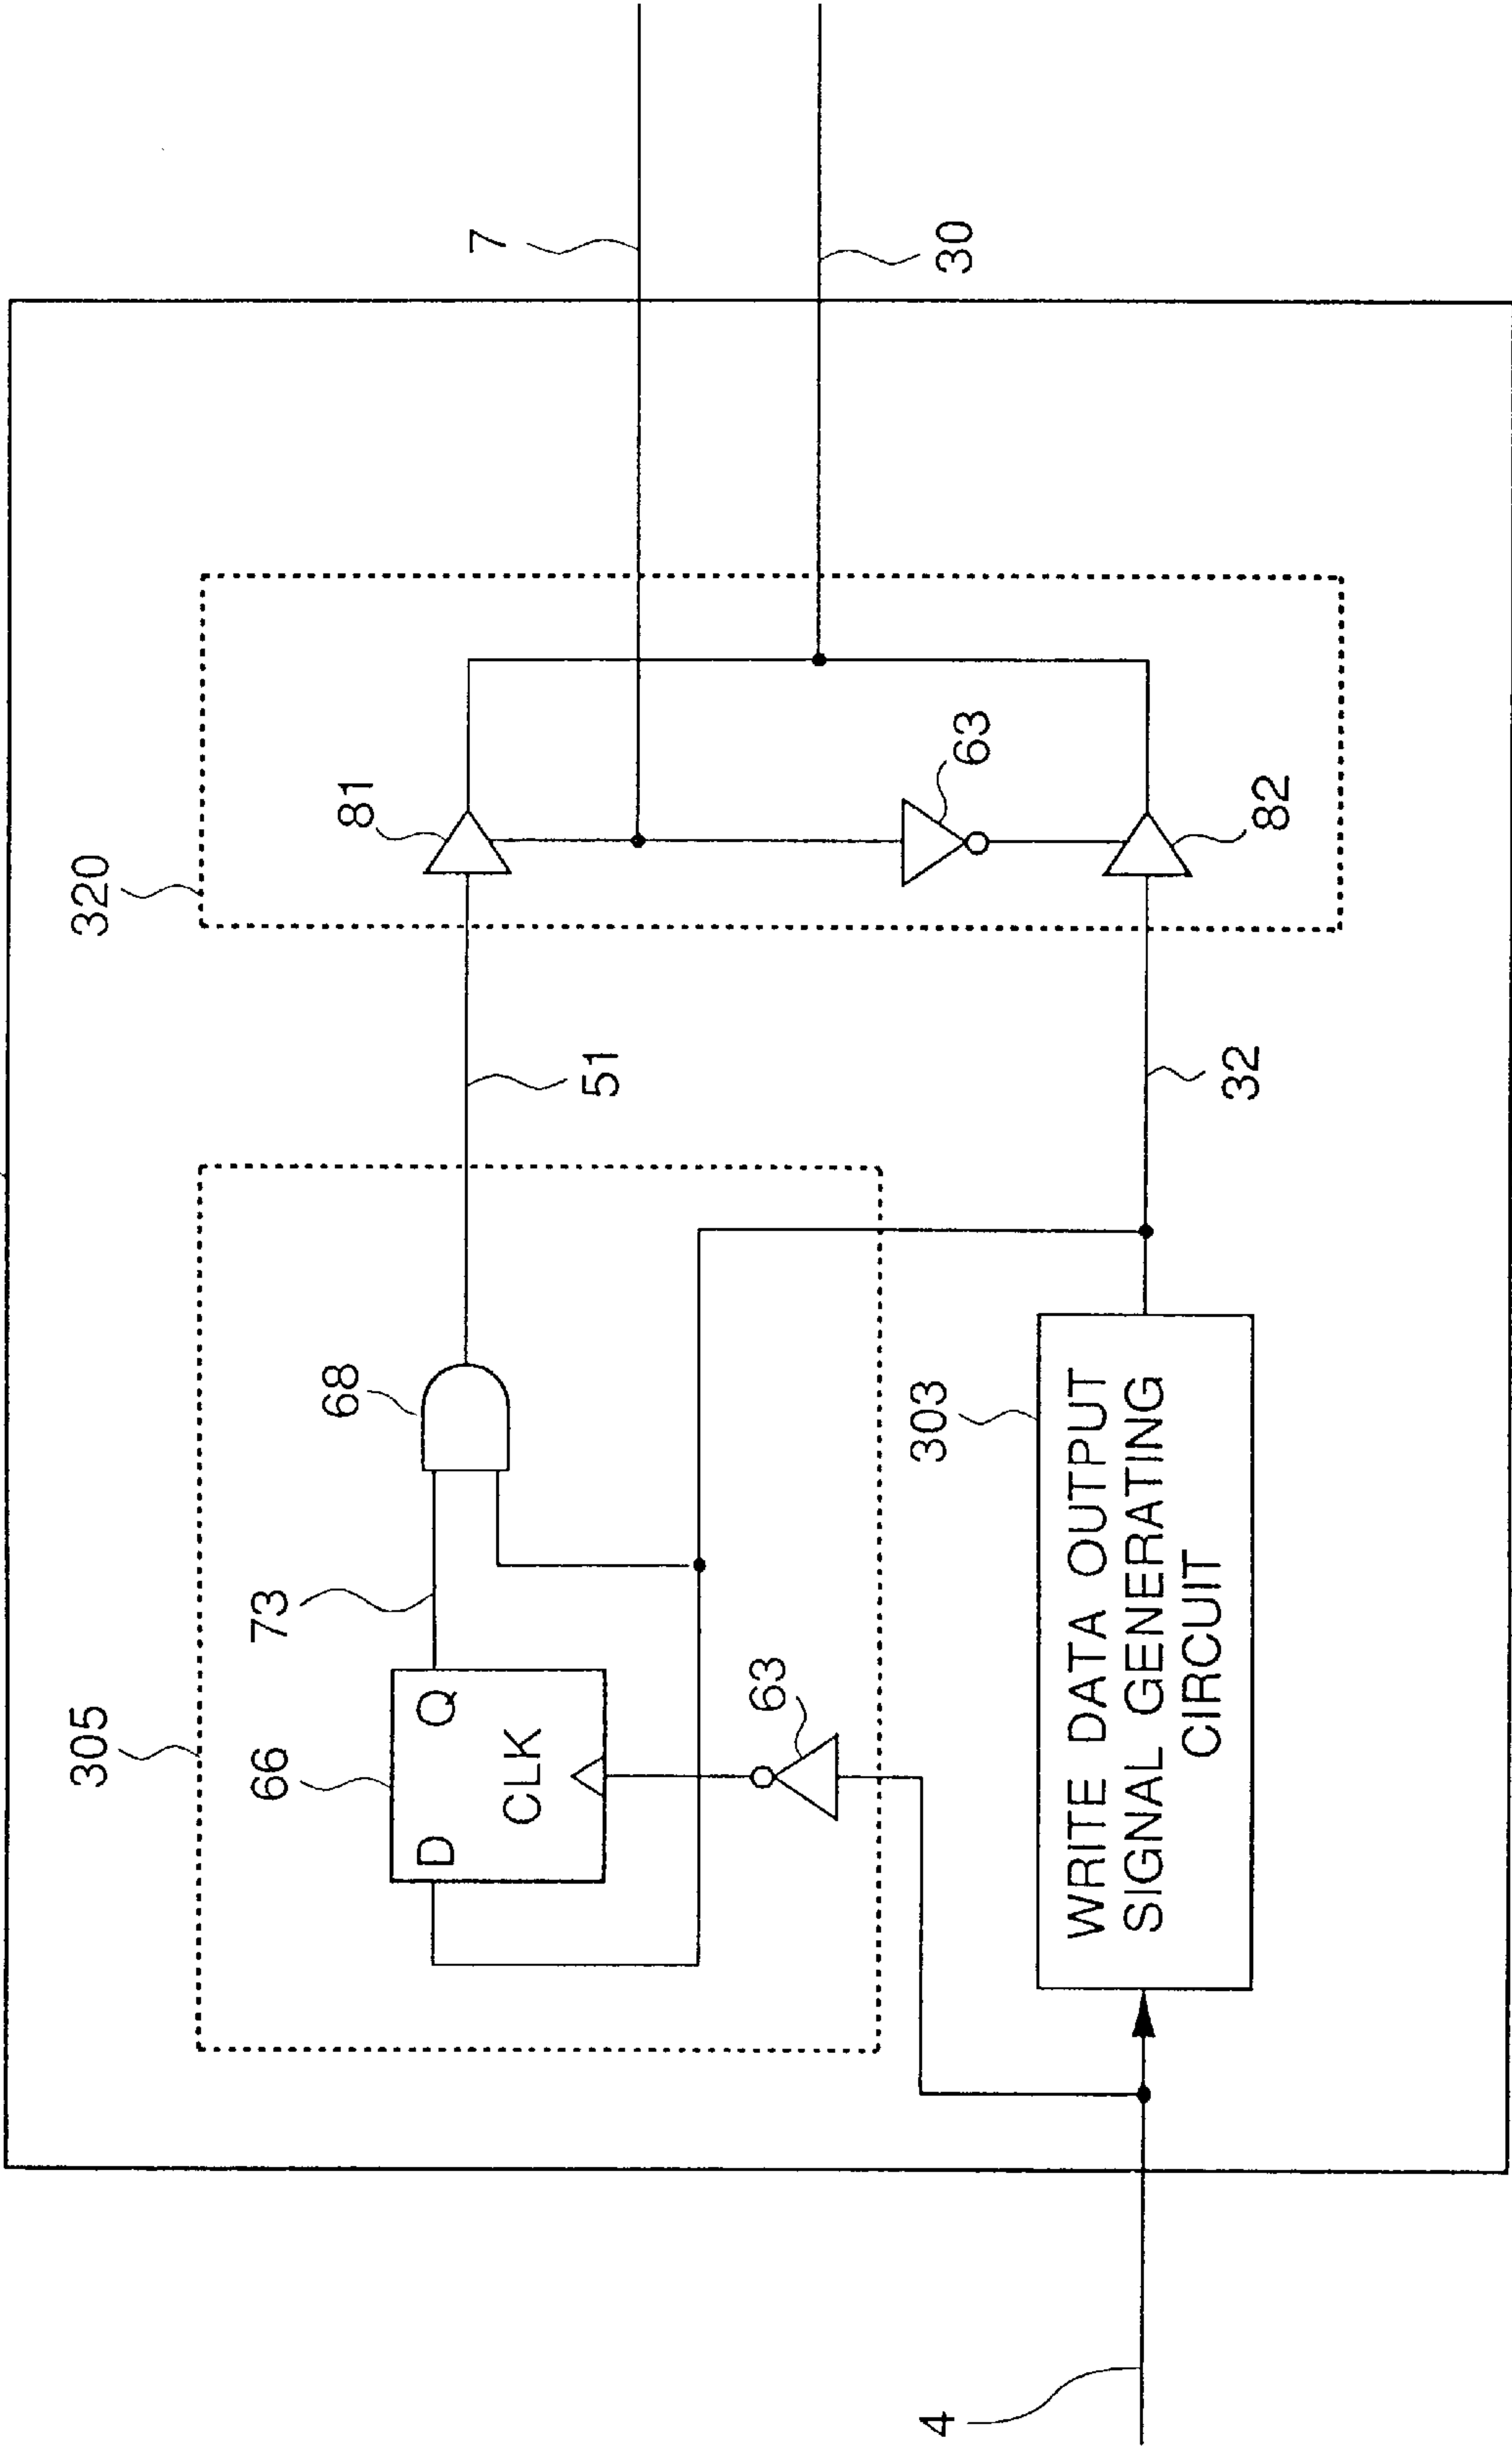 320
81
7
63
30
82
305
66
D
Q
CLK
73
68
51
63
303
WRITE DATA OUTPUT
SIGNAL GENERATING
CIRCUIT
32
4